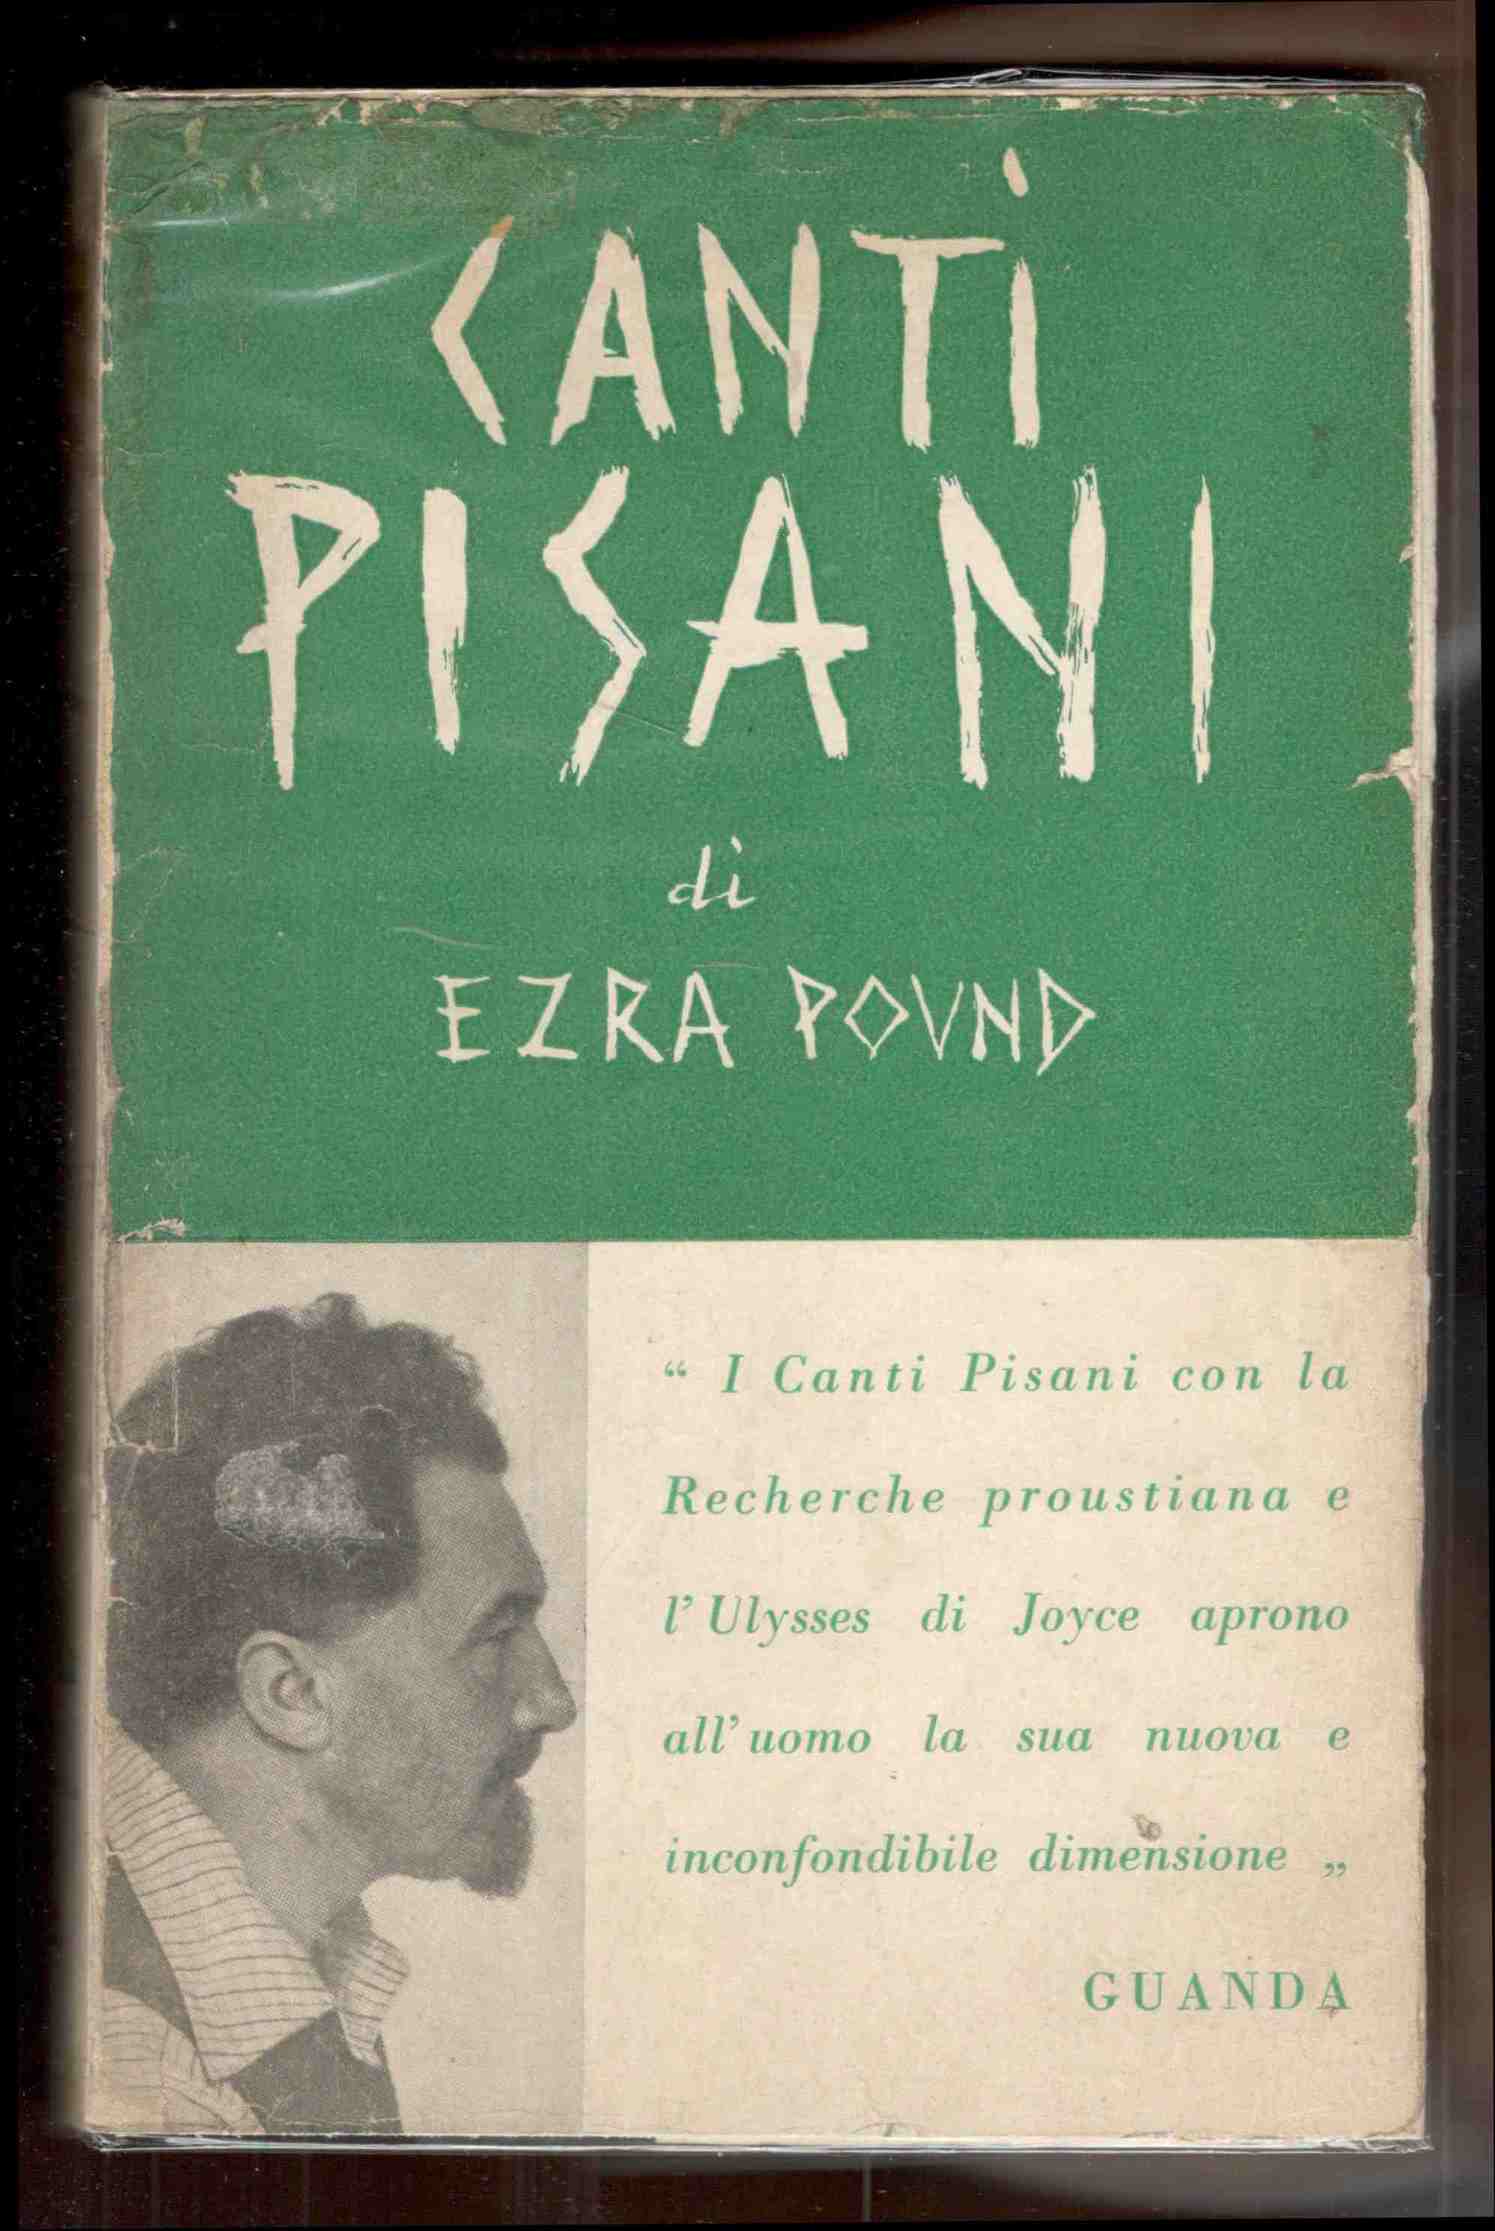 CANTi
PISANI
di
EZRA POVND
“ I Canti Pisani con la
Recherche proustiana e
l’Ulysses di Joyce aprono
all’uomo la sua nuova e
inconfondibile dimensione „
GUANDA